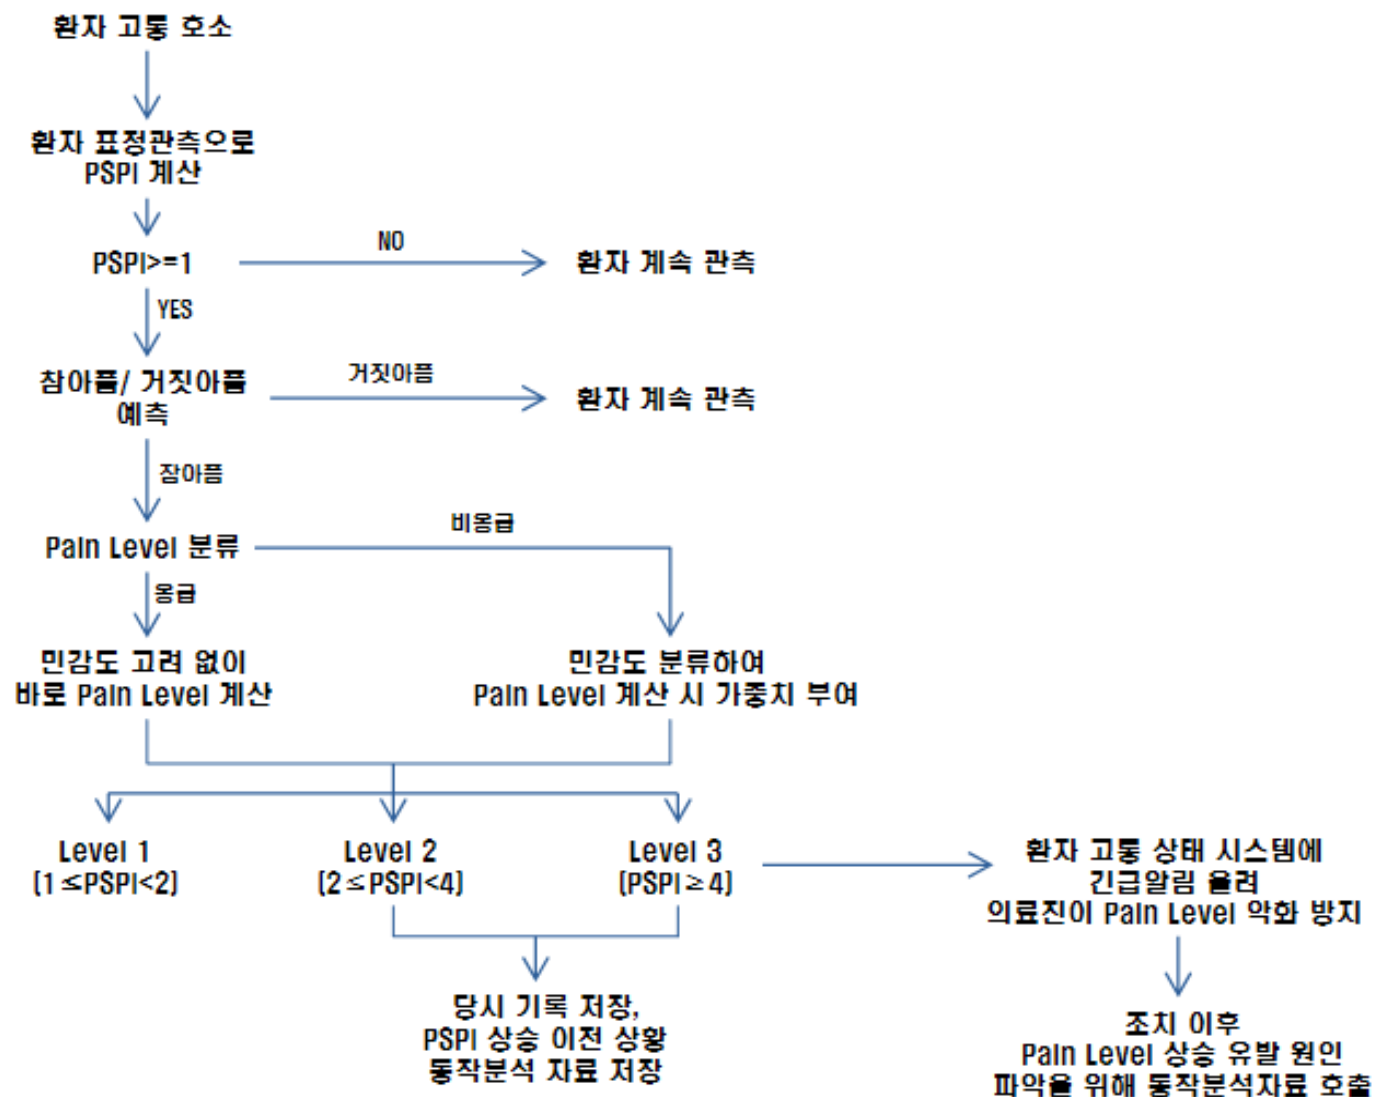 환자 고통 호소
환자 표정관측으로
PSPI 계산
PSPI>=1
NO
환자 계속 관측
YES
참아픔/ 거짓아픔
예측
거짓아픔
환자 계속 관측
참아픔
Pain Level 분류
비응급
응급
민감도 고려 없이
바로 Pain Level 계산
민감도 분류하여
Pain Level 계산 시 가중치 부여
Level 1
(1≤PSPI<2)
Level 2
(2≤PSPI<4)
Level 3
(PSPI≥4)
환자 고통 상태 시스템에
긴급알림 울려
의료진이 Pain Level 악화 방지
당시 기록 저장,
PSPI 상승 이전 상황
동작분석 자료 저장
조치 이후
Pain Level 상승 유발 원인
파악을 위해 동작분석자료 호출